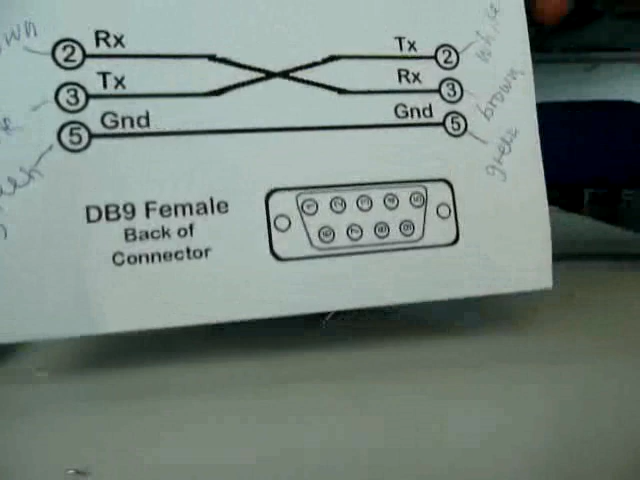 Rx Tx
2 2 white
Tx Rx
3 3 brown
Gnd Gnd
5 5 green
DB9 Female
Back of
Connector